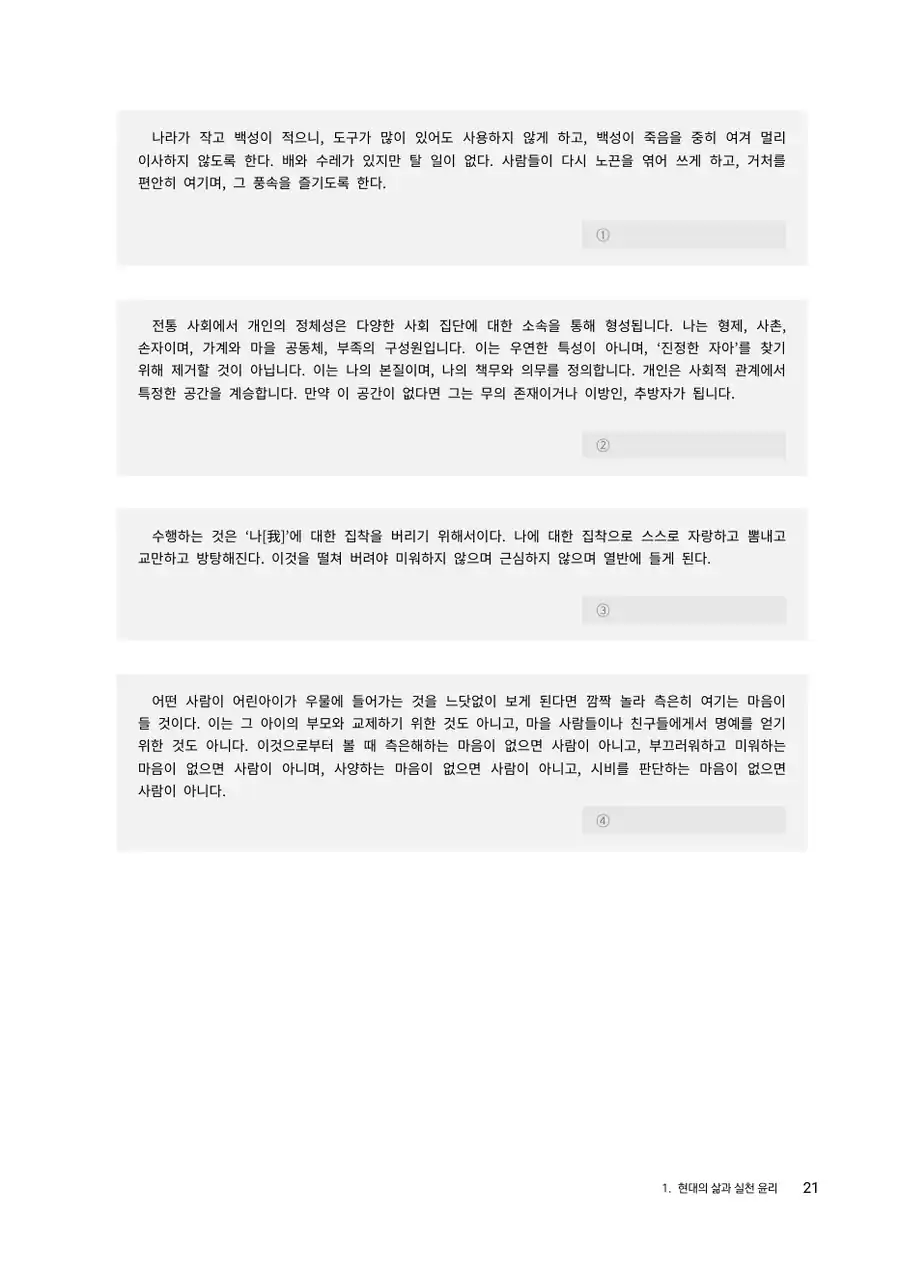 나라가 작고 백성이 적으니, 도구가 많이 있어도 사용하지 않게 하고, 백성이 죽음을 중히 여겨 멀리
이사하지 않도록 한다. 배와 수레가 있지만 탈 일이 없다. 사람들이 다시 노끈을 엮어 쓰게 하고, 거처를
편안히 여기며, 그 풍속을 즐기도록 한다.
①
전통 사회에서 개인의 정체성은 다양한 사회 집단에 대한 소속을 통해 형성됩니다. 나는 형제, 사촌,
손자이며, 가계와 마을 공동체, 부족의 구성원입니다. 이는 우연한 특성이 아니며, ‘진정한 자아’를 찾기
위해 제거할 것이 아닙니다. 이는 나의 본질이며, 나의 책무와 의무를 정의합니다. 개인은 사회적 관계에서
특정한 공간을 계승합니다. 만약 이 공간이 없다면 그는 무의 존재이거나 이방인, 추방자가 됩니다.
②
수행하는 것은 ‘나[我]’에 대한 집착을 버리기 위해서이다. 나에 대한 집착으로 스스로 자랑하고 뽐내고
교만하고 방탕해진다. 이것을 떨쳐 버려야 미워하지 않으며 근심하지 않으며 열반에 들게 된다.
③
어떤 사람이 어린아이가 우물에 들어가는 것을 느닷없이 보게 된다면 깜짝 놀라 측은히 여기는 마음이
들 것이다. 이는 그 아이의 부모와 교제하기 위한 것도 아니고, 마을 사람들이나 친구들에게서 명예를 얻기
위한 것도 아니다. 이것으로부터 볼 때 측은해하는 마음이 없으면 사람이 아니고, 부끄러워하고 미워하는
마음이 없으면 사람이 아니며, 사양하는 마음이 없으면 사람이 아니고, 시비를 판단하는 마음이 없으면
사람이 아니다.
④
1. 현대의 삶과 실천 윤리 21